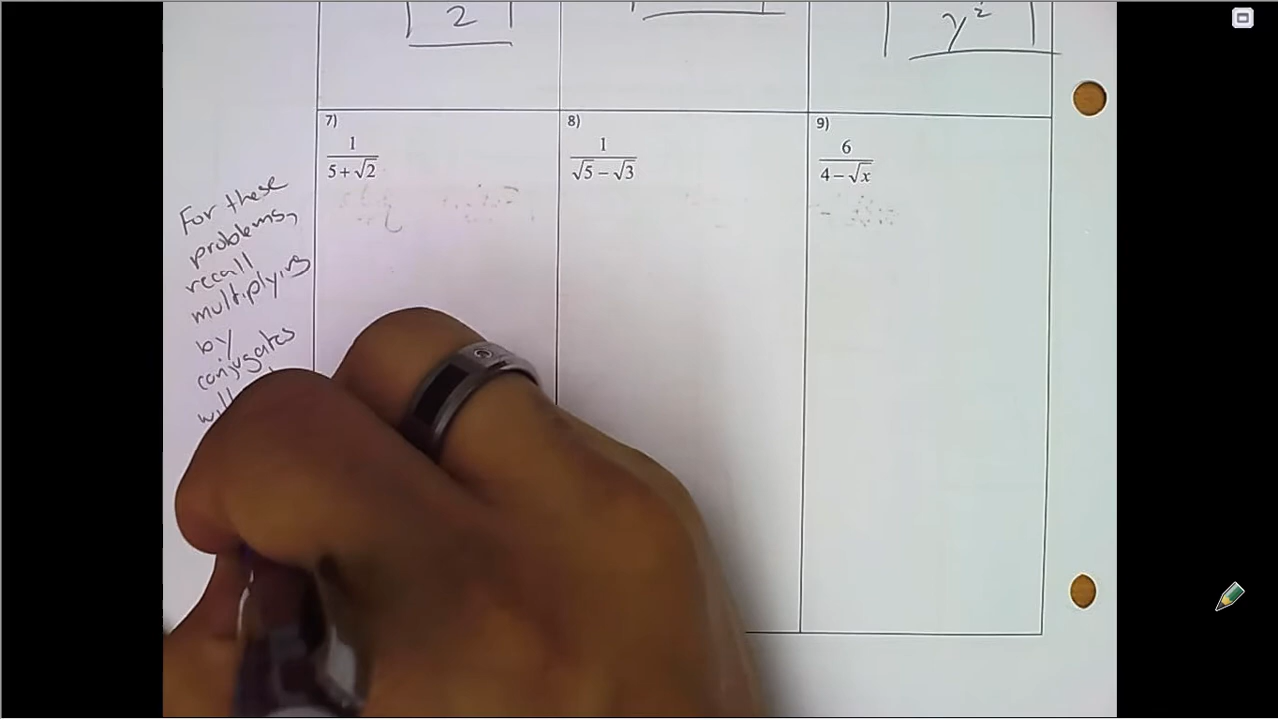 2
y²
7)
1
5 + √2
8)
1
√5 − √3
9)
6
4 − √x
For these
problems,
recall
multiplying
by
conjugates